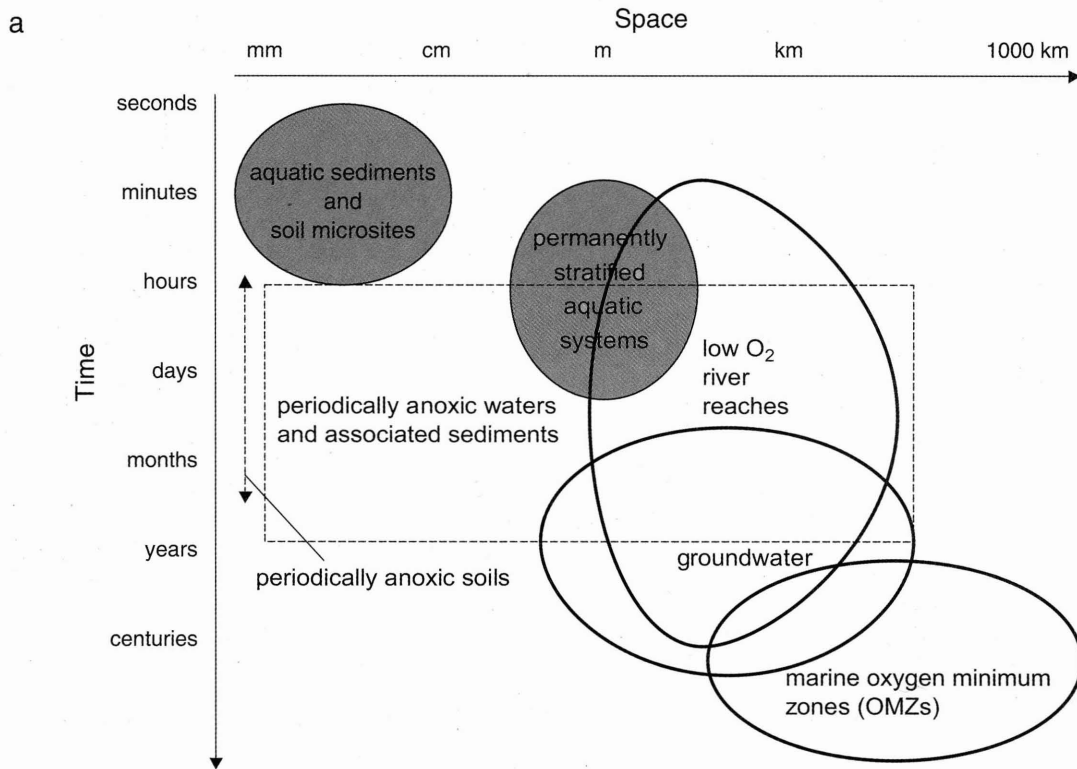 a
Space
mm cm m km 1000 km
Time
seconds
minutes
hours
days
months
years
centuries
aquatic sediments
and
soil microsites
permanently
stratified
aquatic
systems
low O₂
river
reaches
periodically anoxic waters
and associated sediments
periodically anoxic soils
groundwater
marine oxygen minimum
zones (OMZs)